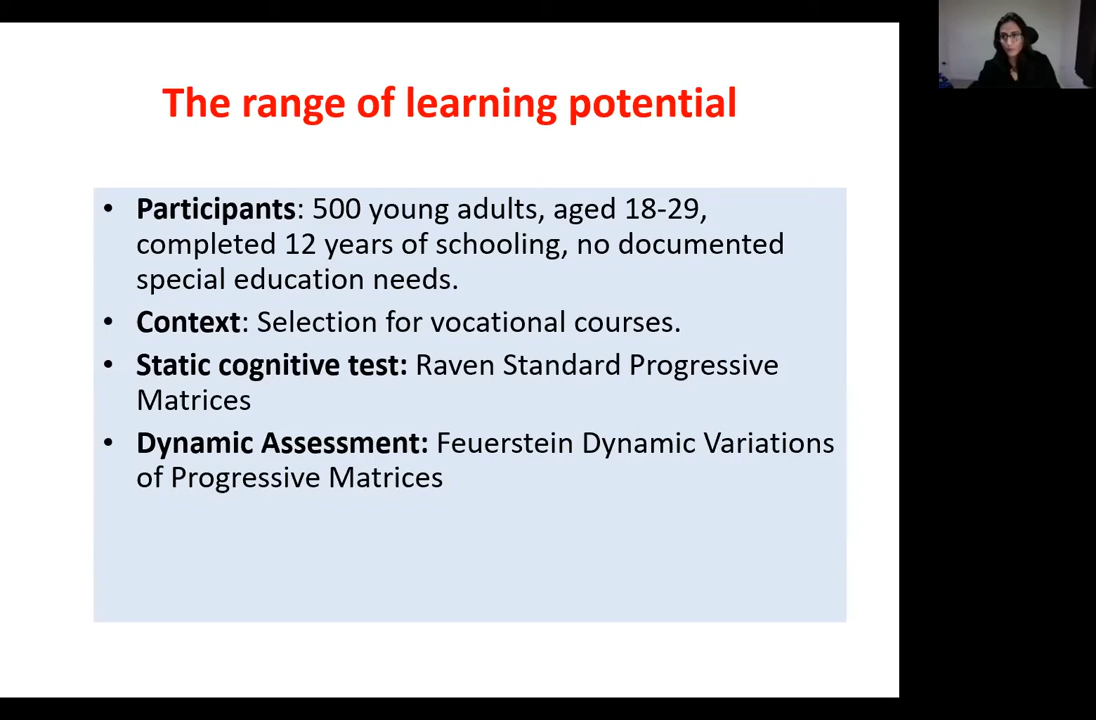 The range of learning potential
• Participants: 500 young adults, aged 18-29,
completed 12 years of schooling, no documented
special education needs.
• Context: Selection for vocational courses.
• Static cognitive test: Raven Standard Progressive
Matrices
• Dynamic Assessment: Feuerstein Dynamic Variations
of Progressive Matrices